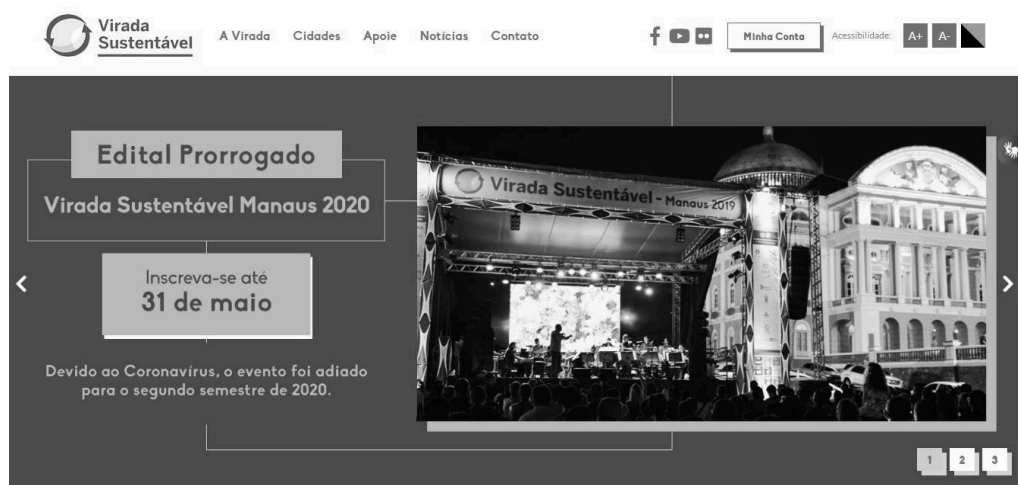 Virada
Sustentável
A Virada Cidades Apoie Notícias Contato
Minha Conta
Acessibilidade: A+ A-
Edital Prorrogado
Virada Sustentável Manaus 2020
Inscreva-se até
31 de maio
Devido ao Coronavírus, o evento foi adiado
para o segundo semestre de 2020.
Virada Sustentável - Manaus 2019
1 2 3